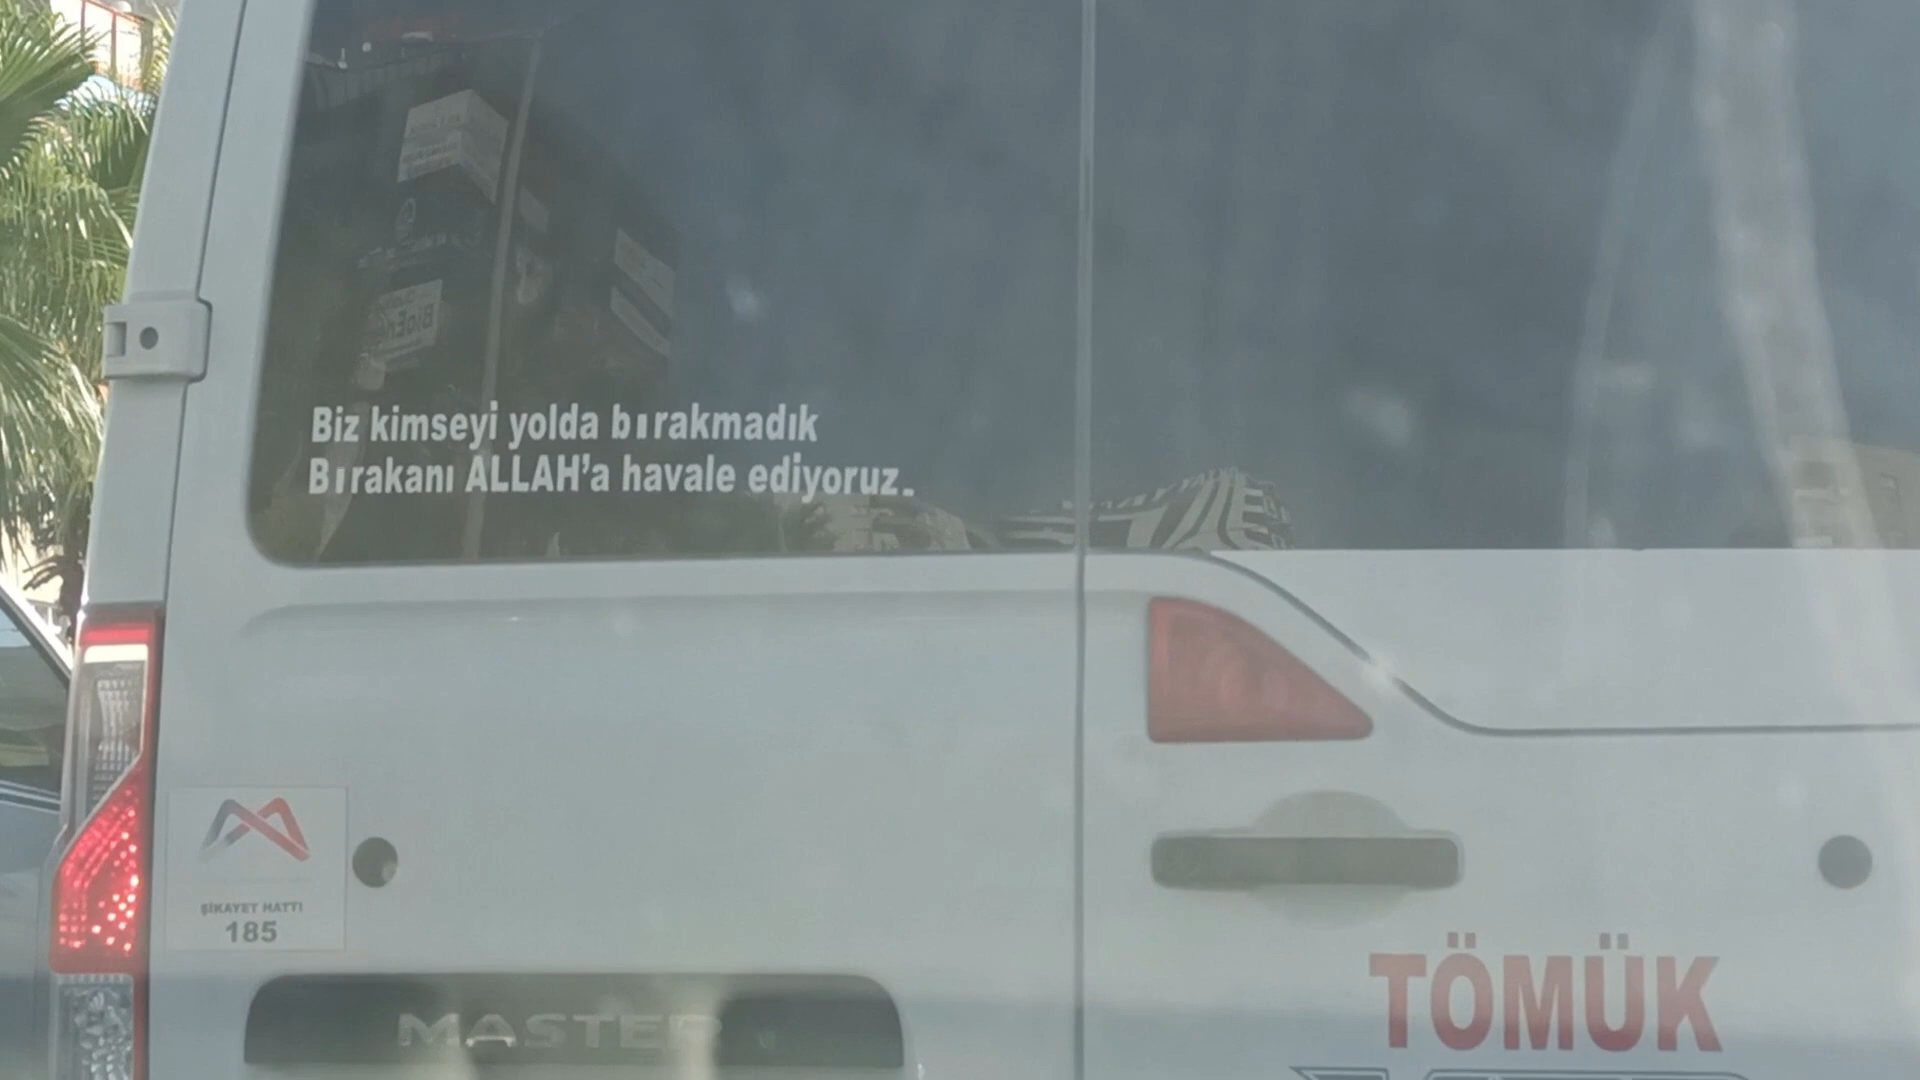 Biz kimseyi yolda bırakmadık
Bırakanı ALLAH'a havale ediyoruz.
ŞİKAYET HATTI
185
MASTER
TÖMÜK